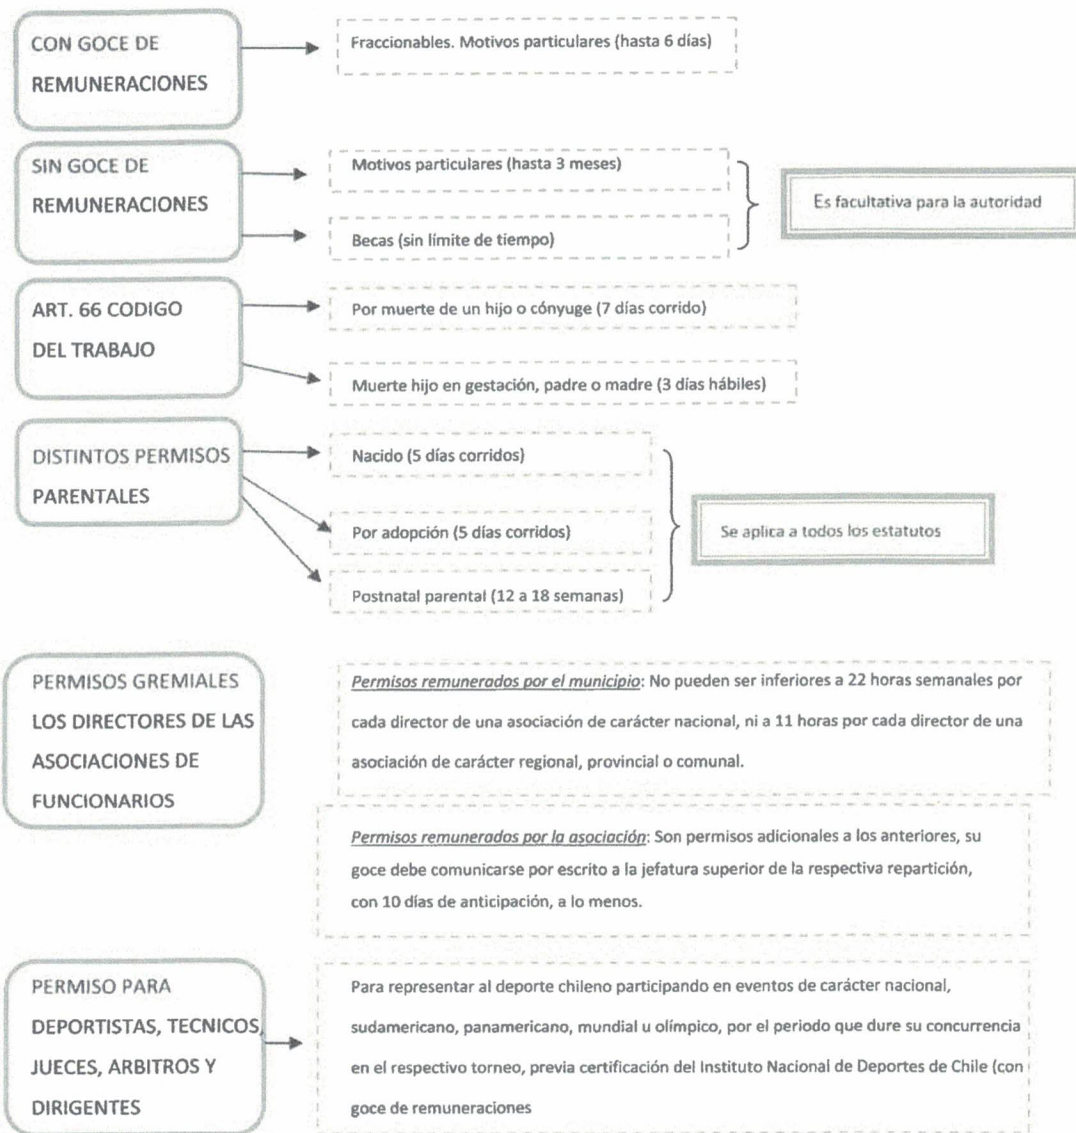 CON GOCE DE
REMUNERACIONES
Fraccionables. Motivos particulares (hasta 6 días)
SIN GOCE DE
REMUNERACIONES
Motivos particulares (hasta 3 meses)
Becas (sin límite de tiempo)
Es facultativa para la autoridad
ART. 66 CODIGO
DEL TRABAJO
Por muerte de un hijo o cónyuge (7 días corrido)
Muerte hijo en gestación, padre o madre (3 días hábiles)
DISTINTOS PERMISOS
PARENTALES
Nacido (5 días corridos)
Por adopción (5 días corridos)
Postnatal parental (12 a 18 semanas)
Se aplica a todos los estatutos
PERMISOS GREMIALES
LOS DIRECTORES DE LAS
ASOCIACIONES DE
FUNCIONARIOS
Permisos remunerados por el municipio: No pueden ser inferiores a 22 horas semanales por
cada director de una asociación de carácter nacional, ni a 11 horas por cada director de una
asociación de carácter regional, provincial o comunal.
Permisos remunerados por la asociación: Son permisos adicionales a los anteriores, su
goce debe comunicarse por escrito a la jefatura superior de la respectiva repartición,
con 10 días de anticipación, a lo menos.
PERMISO PARA
DEPORTISTAS, TECNICOS,
JUECES, ARBITROS Y
DIRIGENTES
Para representar al deporte chileno participando en eventos de carácter nacional,
sudamericano, panamericano, mundial u olímpico, por el periodo que dure su concurrencia
en el respectivo torneo, previa certificación del Instituto Nacional de Deportes de Chile (con
goce de remuneraciones